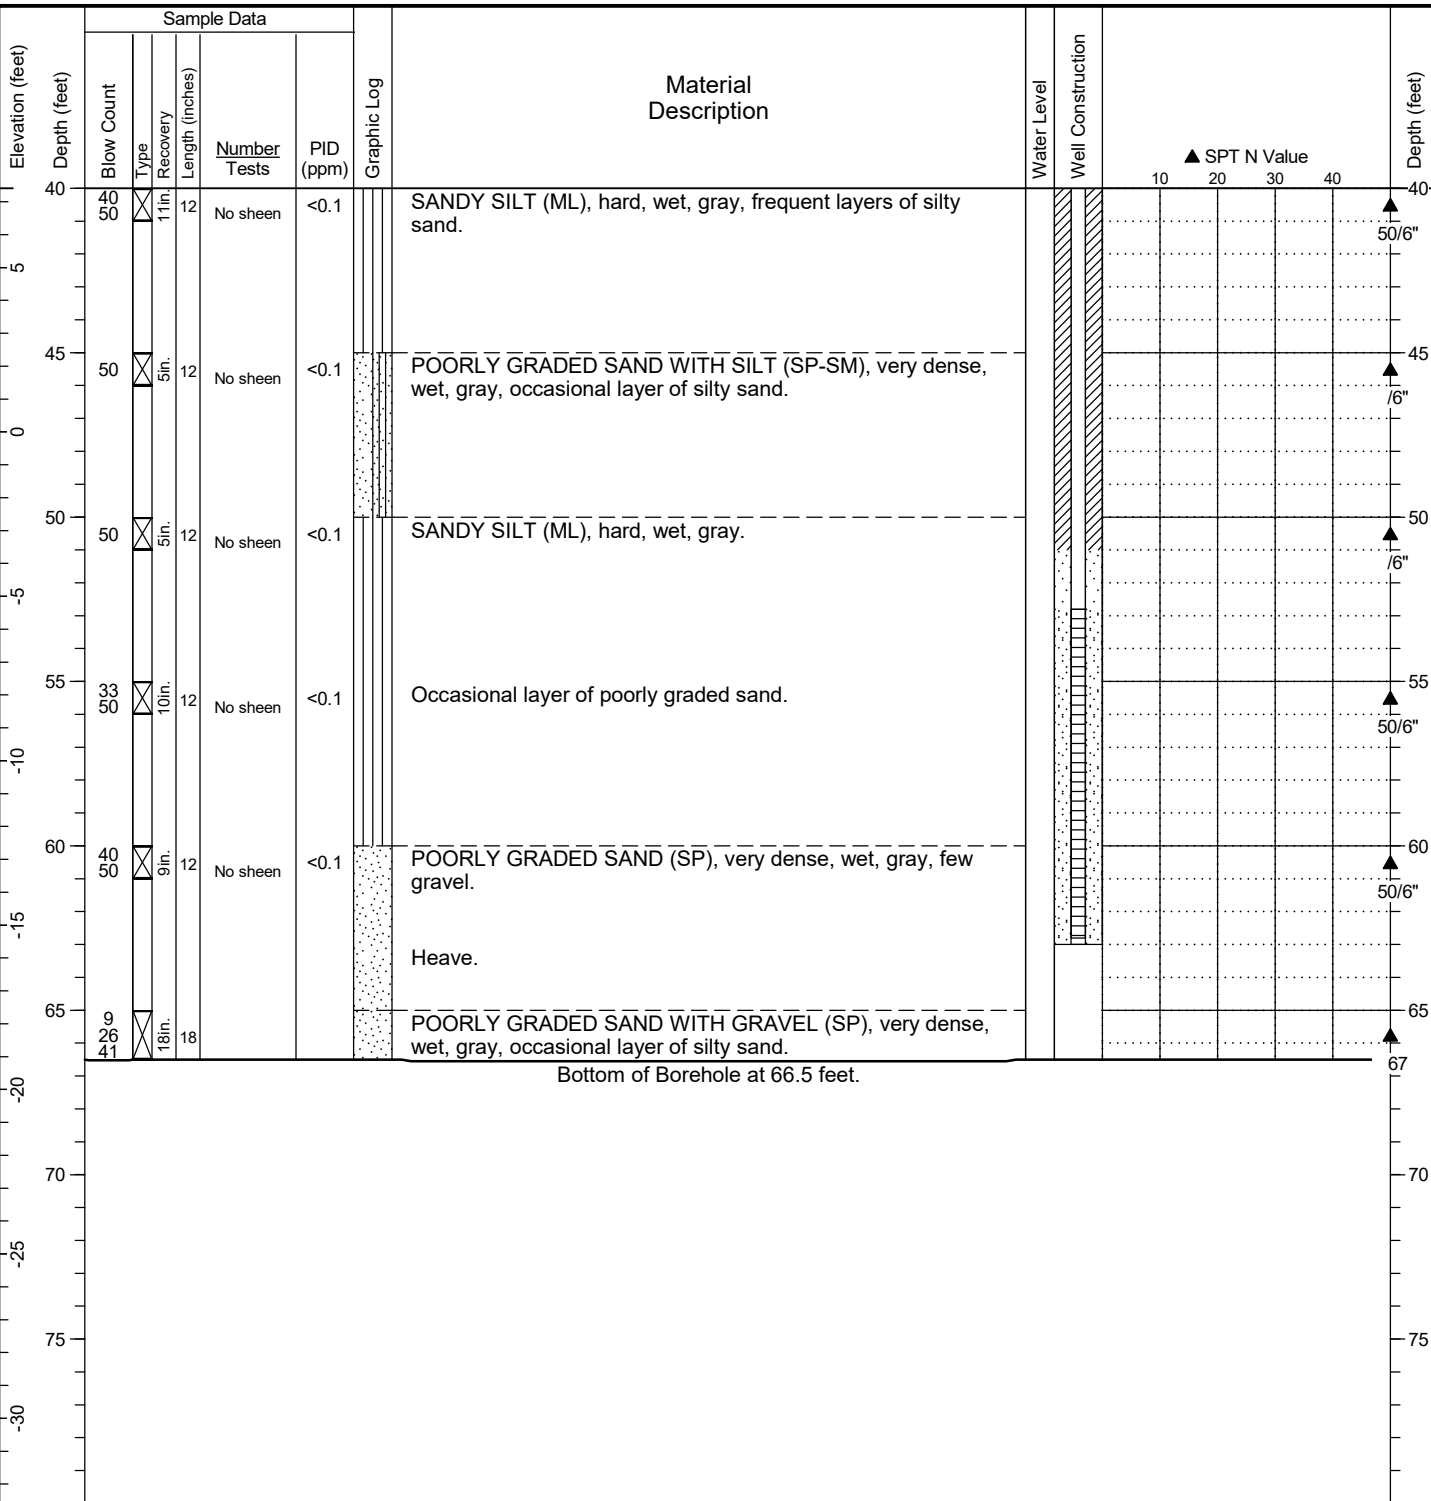 Sample Data
Elevation (feet)
Depth (feet)
Blow Count
Type
Recovery
Length (inches)
Number
Tests
PID
(ppm)
Graphic Log
Material
Description
Water Level
Well Construction
▲ SPT N Value
10 20 30 40
Depth (feet)
40
40
50
11in.
12
No sheen
<0.1
SANDY SILT (ML), hard, wet, gray, frequent layers of silty
sand.
50/6"
40
5
45
50
5in.
12
No sheen
<0.1
POORLY GRADED SAND WITH SILT (SP-SM), very dense,
wet, gray, occasional layer of silty sand.
/6"
45
0
50
50
5in.
12
No sheen
<0.1
SANDY SILT (ML), hard, wet, gray.
/6"
50
-5
55
33
50
10in.
12
No sheen
<0.1
Occasional layer of poorly graded sand.
50/6"
55
-10
60
40
50
9in.
12
No sheen
<0.1
POORLY GRADED SAND (SP), very dense, wet, gray, few
gravel.
50/6"
60
-15
Heave.
65
9
26
41
18in.
18
POORLY GRADED SAND WITH GRAVEL (SP), very dense,
wet, gray, occasional layer of silty sand.
67
65
Bottom of Borehole at 66.5 feet.
-20
70
70
-25
75
75
-30